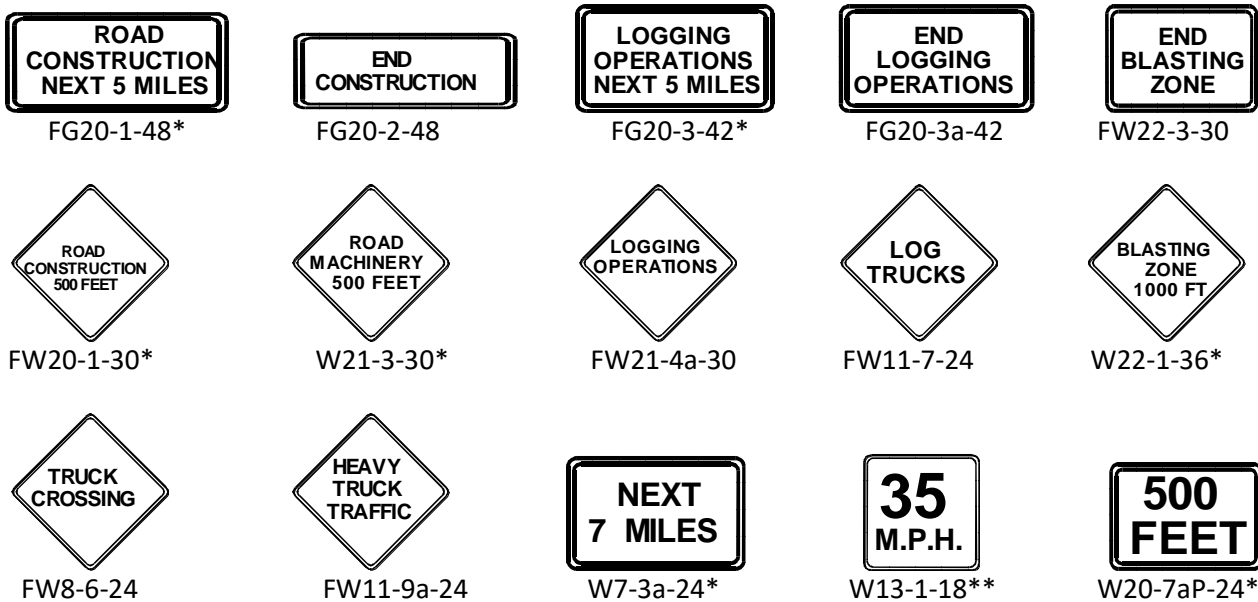 ROAD
CONSTRUCTION
NEXT 5 MILES
FG20-1-48*
END
CONSTRUCTION
FG20-2-48
LOGGING
OPERATIONS
NEXT 5 MILES
FG20-3-42*
END
LOGGING
OPERATIONS
FG20-3a-42
END
BLASTING
ZONE
FW22-3-30
ROAD
CONSTRUCTION
500 FEET
FW20-1-30*
ROAD
MACHINERY
500 FEET
W21-3-30*
LOGGING
OPERATIONS
FW21-4a-30
LOG
TRUCKS
FW11-7-24
BLASTING
ZONE
1000 FT
W22-1-36*
TRUCK
CROSSING
FW8-6-24
HEAVY
TRUCK
TRAFFIC
FW11-9a-24
NEXT
7 MILES
W7-3a-24*
35
M.P.H.
W13-1-18**
500
FEET
W20-7aP-24*